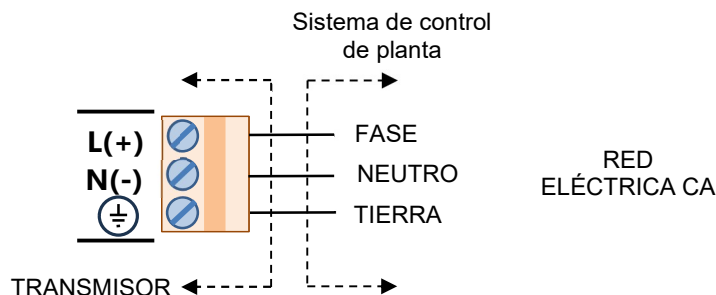 Sistema de control
de planta
L(+)
N(-)
FASE
NEUTRO
TIERRA
RED
ELÉCTRICA CA
TRANSMISOR